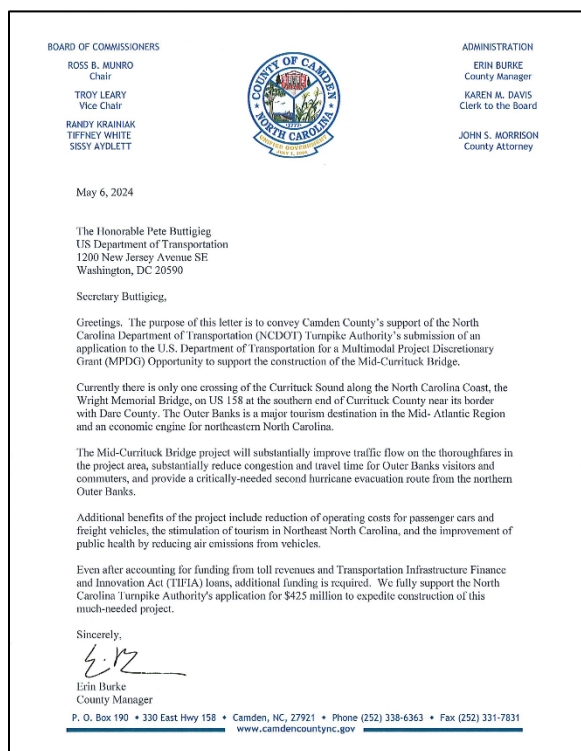 BOARD OF COMMISSIONERS
ROSS B. MUNRO
Chair
TROY LEARY
Vice Chair
RANDY KRAINIAK
TIFFNEY WHITE
SISSY AYDLETT
COUNTY OF CAMDEN
1777
NORTH CAROLINA
UNIFIED GOVERNMENT
ADMINISTRATION
ERIN BURKE
County Manager
KAREN M. DAVIS
Clerk to the Board
JOHN S. MORRISON
County Attorney
May 6, 2024
The Honorable Pete Buttigieg
US Department of Transportation
1200 New Jersey Avenue SE
Washington, DC 20590
Secretary Buttigieg,
Greetings. The purpose of this letter is to convey Camden County's support of the North
Carolina Department of Transportation (NCDOT) Turnpike Authority's submission of an
application to the U.S. Department of Transportation for a Multimodal Project Discretionary
Grant (MPDG) Opportunity to support the construction of the Mid-Currituck Bridge.
Currently there is only one crossing of the Currituck Sound along the North Carolina Coast, the
Wright Memorial Bridge, on US 158 at the southern end of Currituck County near its border
with Dare County. The Outer Banks is a major tourism destination in the Mid- Atlantic Region
and an economic engine for northeastern North Carolina.
The Mid-Currituck Bridge project will substantially improve traffic flow on the thoroughfares in
the project area, substantially reduce congestion and travel time for Outer Banks visitors and
commuters, and provide a critically-needed second hurricane evacuation route from the northern
Outer Banks.
Additional benefits of the project include reduction of operating costs for passenger cars and
freight vehicles, the stimulation of tourism in Northeast North Carolina, and the improvement of
public health by reducing air emissions from vehicles.
Even after accounting for funding from toll revenues and Transportation Infrastructure Finance
and Innovation Act (TIFIA) loans, additional funding is required. We fully support the North
Carolina Turnpike Authority's application for $425 million to expedite construction of this
much-needed project.
Sincerely,
Erin Burke
County Manager
P. O. Box 190 • 330 East Hwy 158 • Camden, NC, 27921 • Phone (252) 338-6363 • Fax (252) 331-7831
www.camdencountync.gov